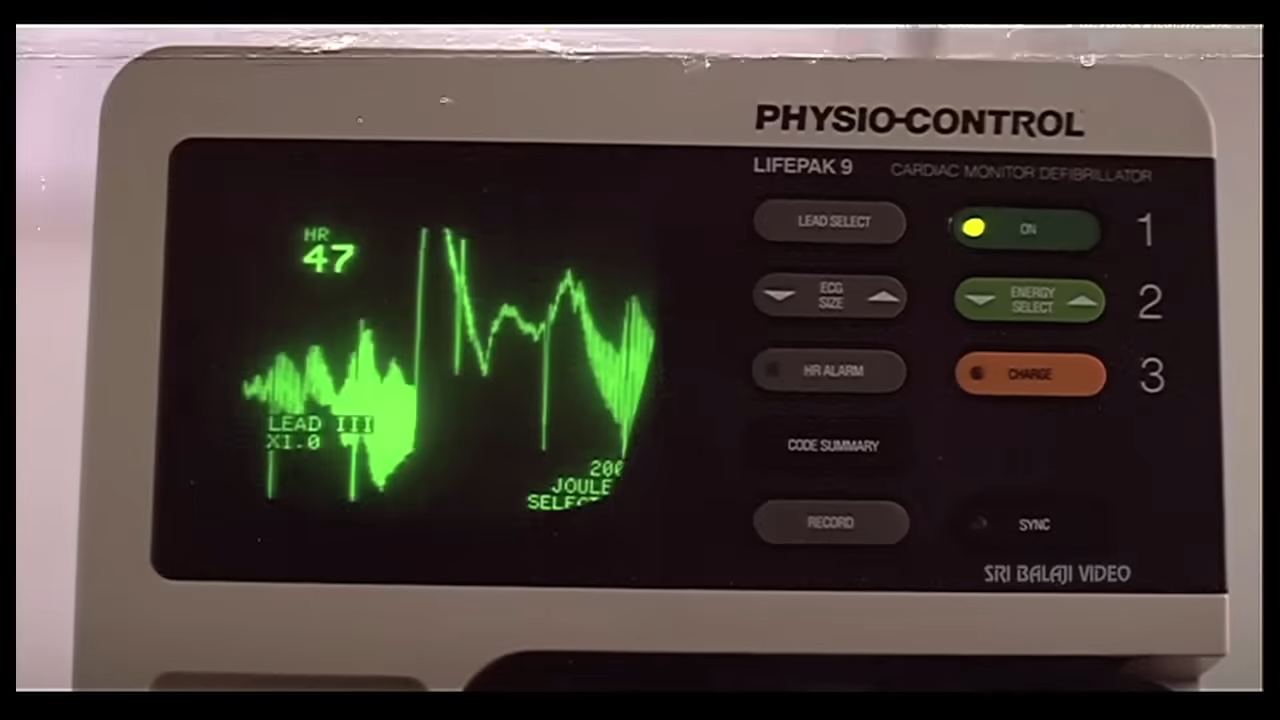 PHYSIO-CONTROL
LIFEPAK 9 CARDIAC MONITOR DEFIBRILLATOR
HR
47
LEAD III
X1.0
200
JOULE
SELECT
LEAD SELECT
ON
1
ECG
SIZE
ENERGY
SELECT
2
HR ALARM
CHARGE
3
CODE SUMMARY
RECORD
SYNC
SRI BALAJI VIDEO